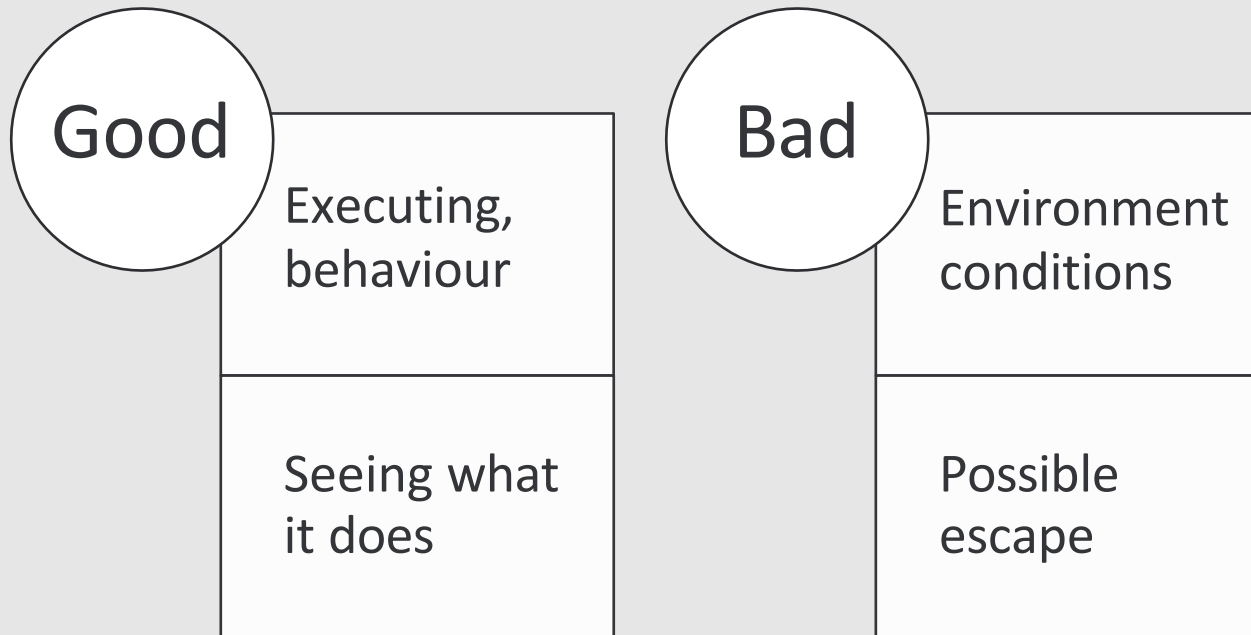 Good
Executing,
behaviour
Seeing what
it does
Bad
Environment
conditions
Possible
escape